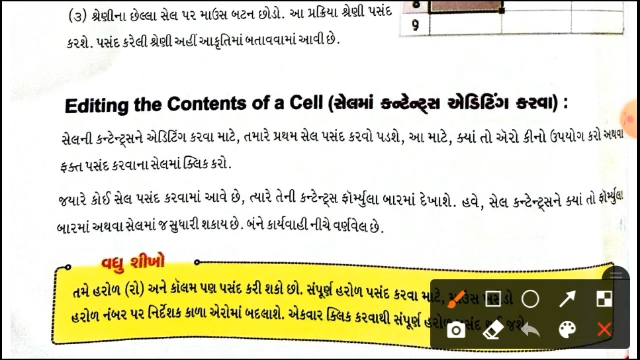 (૩) શ્રેણીના છેલ્લા સેલ પર માઉસ બટન છોડો. આ પ્રક્રિયા શ્રેણી પસંદ
કરશે. પસંદ કરેલી શ્રેણી અહીં આકૃતિમાં બતાવવામાં આવી છે.
8
9
Editing the Contents of a Cell (સેલમાં કન્ટેન્ટ્સ એડિટિંગ કરવા) :
સેલની કન્ટેન્ટ્સને એડિટિંગ કરવા માટે, તમારે પ્રથમ સેલ પસંદ કરવો પડશે, આ માટે, ક્યાં તો ઍરો કીનો ઉપયોગ કરો અથવા
ફક્ત પસંદ કરવાના સેલમાં ક્લિક કરો.
જયારે કોઈ સેલ પસંદ કરવામાં આવે છે, ત્યારે તેની કન્ટેન્ટ્સ ફૉર્મ્યુલા બારમાં દેખાશે. હવે, સેલ કન્ટેન્ટ્સને ક્યાં તો ફૉર્મ્યુલા
બારમાં અથવા સેલમાં જ સુધારી શકાય છે. બંને કાર્યવાહી નીચે વર્ણવેલ છે.
વધુ શીખો
તમે હરોળ (રો) અને કૉલમ પણ પસંદ કરી શકો છો. સંપૂર્ણ હરોળ પસંદ કરવા માટે,
હરોળ નંબર પર નિર્દેશક કાળા એરોમાં બદલાશે. એકવાર ક્લિક કરવાથી સંપૂર્ણ